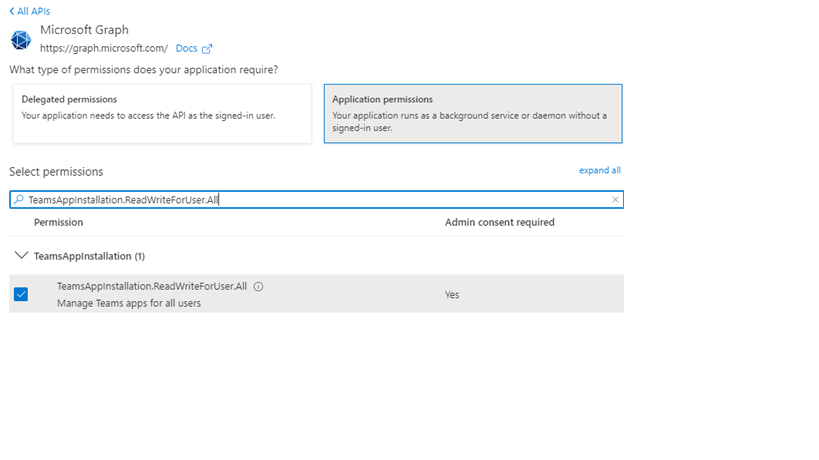 All APIs
Microsoft Graph
https://graph.microsoft.com/ Docs
What type of permissions does your application require?
Delegated permissions
Your application needs to access the API as the signed-in user.
Application permissions
Your application runs as a background service or daemon without a
signed-in user.
Select permissions
expand all
TeamsAppInstallation.ReadWriteForUser.All
Permission
Admin consent required
TeamsAppInstallation (1)
TeamsAppInstallation.ReadWriteForUser.All
Manage Teams apps for all users
Yes